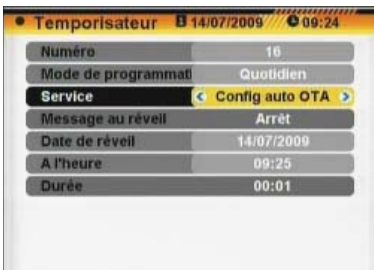 Temporisateur 14/07/2009 09:24
Numéro 16
Mode de programmati Quotidien
Service Config auto OTA
Message au réveil Arrêt
Date de réveil 14/07/2009
A l'heure 09:25
Durée 00:01